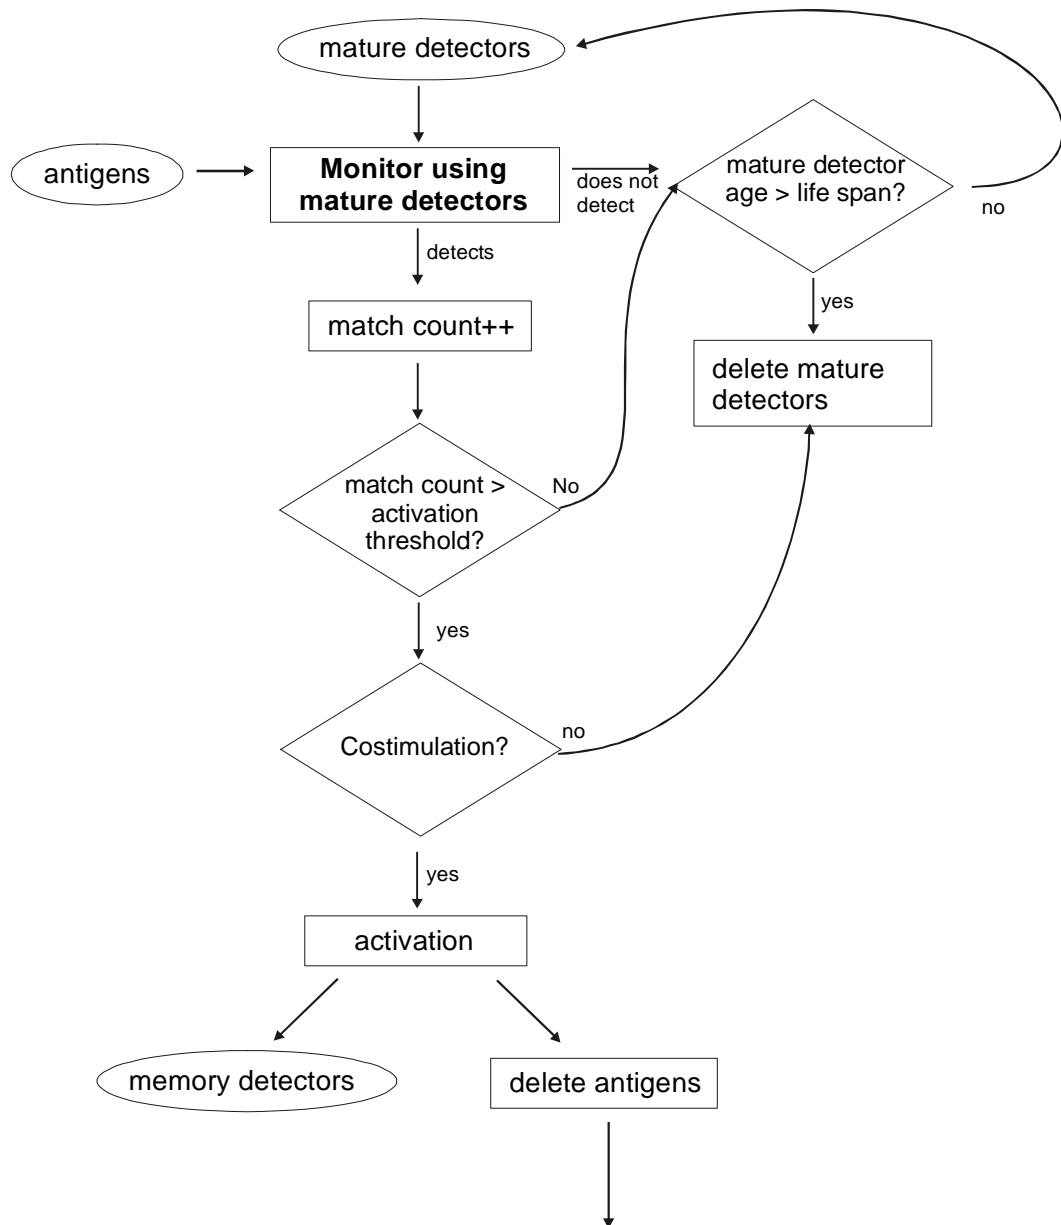 mature detectors
antigens
Monitor using
mature detectors
does not
detect
mature detector
age > life span?
no
detects
yes
match count++
delete mature
detectors
match count >
activation
threshold?
No
yes
Costimulation?
no
yes
activation
memory detectors
delete antigens